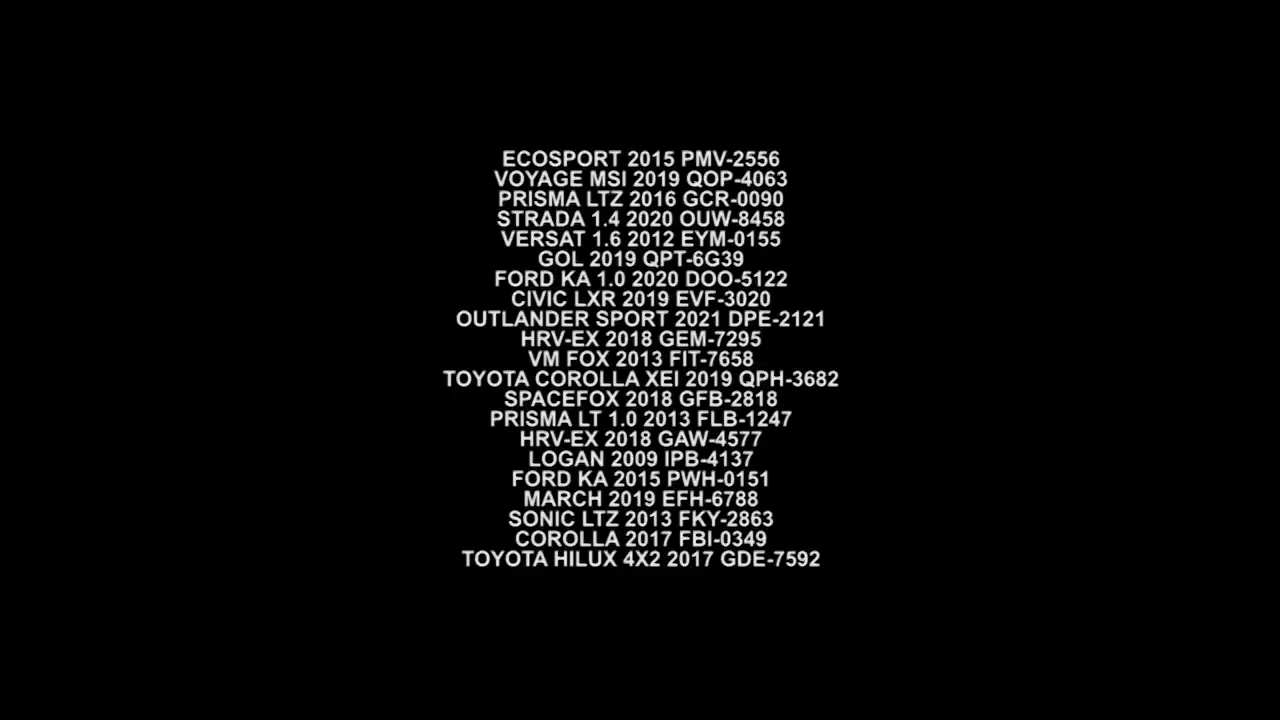 ECOSPORT 2015 PMV-2556
VOYAGE MSI 2019 QOP-4063
PRISMA LTZ 2016 GCR-0090
STRADA 1.4 2020 OUW-8458
VERSAT 1.6 2012 EYM-0155
GOL 2019 QPT-6G39
FORD KA 1.0 2020 DOO-5122
CIVIC LXR 2019 EVF-3020
OUTLANDER SPORT 2021 DPE-2121
HRV-EX 2018 GEM-7295
VM FOX 2013 FIT-7658
TOYOTA COROLLA XEI 2019 QPH-3682
SPACEFOX 2018 GFB-2818
PRISMA LT 1.0 2013 FLB-1247
HRV-EX 2018 GAW-4577
LOGAN 2009 IPB-4137
FORD KA 2015 PWH-0151
MARCH 2019 EFH-6788
SONIC LTZ 2013 FKY-2863
COROLLA 2017 FBI-0349
TOYOTA HILUX 4X2 2017 GDE-7592